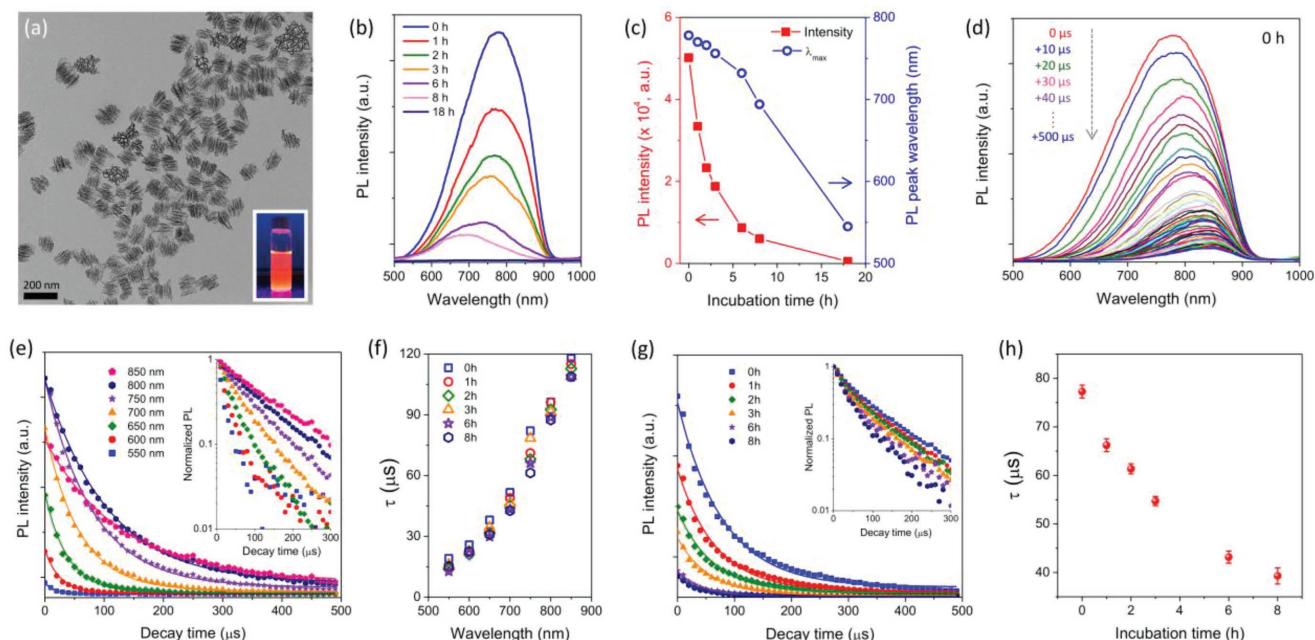 (a)
200 nm
(b)
PL intensity (a.u.)
0 h
1 h
2 h
3 h
6 h
8 h
18 h
500 600 700 800 900 1000
Wavelength (nm)
(c)
PL intensity (x 10⁴, a.u.)
6
4
2
0
Intensity
λmax
800
750
700
650
600
550
500
PL peak wavelength (nm)
0 5 10 15 20
Incubation time (h)
(d)
PL intensity (a.u.)
0 h
0 μs
+10 μs
+20 μs
+30 μs
+40 μs
⋮
+500 μs
500 600 700 800 900 1000
Wavelength (nm)
(e)
PL intensity (a.u.)
850 nm
800 nm
750 nm
700 nm
650 nm
600 nm
550 nm
Normalized PL
1
0.1
0.01
0 100 200 300
Decay time (μs)
0 100 200 300 400 500
Decay time (μs)
(f)
τ (μs)
120
90
60
30
0
0h
1h
2h
3h
6h
8h
550 600 650 700 750 800 850 900
Wavelength (nm)
(g)
PL intensity (a.u.)
0h
1h
2h
3h
6h
8h
Normalized PL
1
0.1
0.01
0 100 200 300
Decay time (μs)
0 100 200 300 400 500
Decay time (μs)
(h)
τ (μs)
80
70
60
50
40
0 2 4 6 8
Incubation time (h)